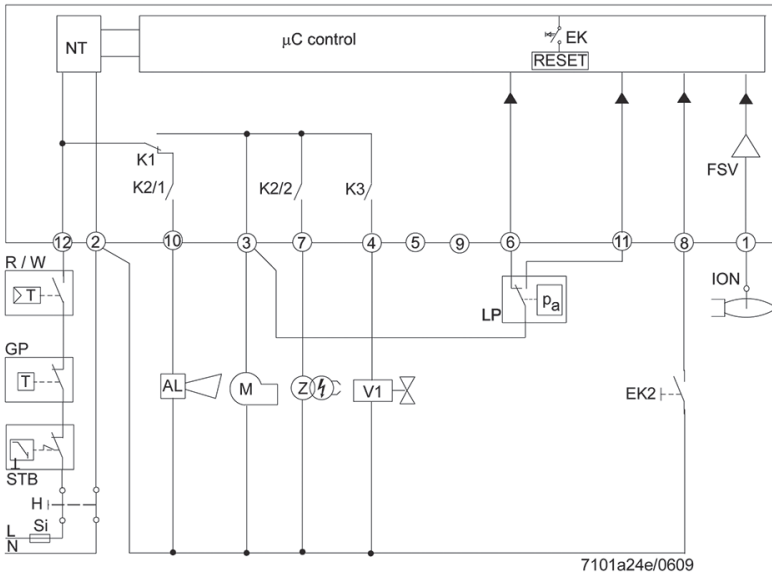 NT
μC control
EK
RESET
FSV
K1
K2/1
K2/2
K3
12
2
10
3
7
4
5
9
6
11
8
1
R / W
T
ION
LP
pa
GP
T
AL
M
Z
V1
EK2
STB
H
Si
L
N
7101a24e/0609